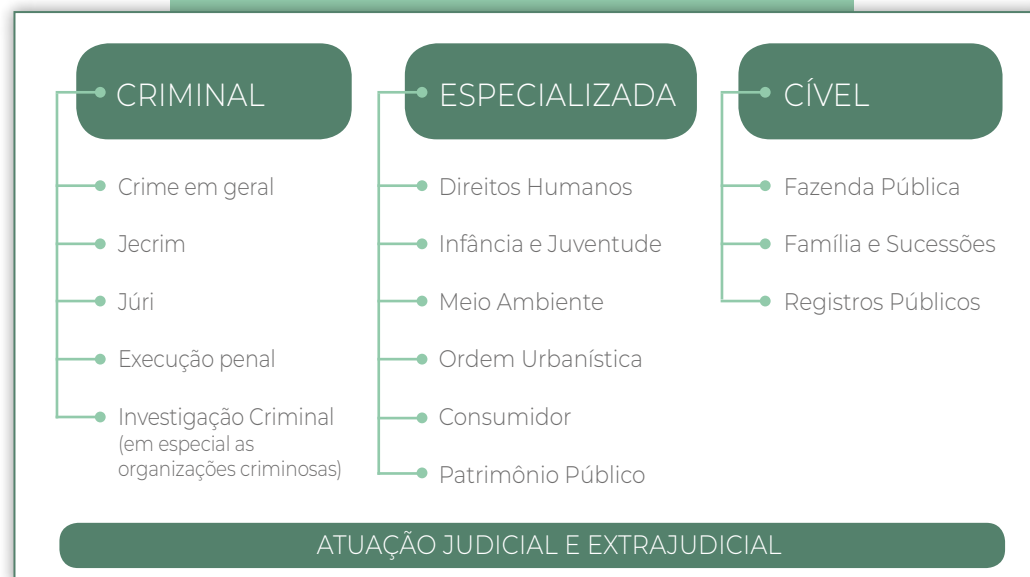 CRIMINAL
Crime em geral
Jecrim
Júri
Execução penal
Investigação Criminal
(em especial as
organizações criminosas)
ESPECIALIZADA
Direitos Humanos
Infância e Juventude
Meio Ambiente
Ordem Urbanística
Consumidor
Patrimônio Público
CÍVEL
Fazenda Pública
Família e Sucessões
Registros Públicos
ATUAÇÃO JUDICIAL E EXTRAJUDICIAL